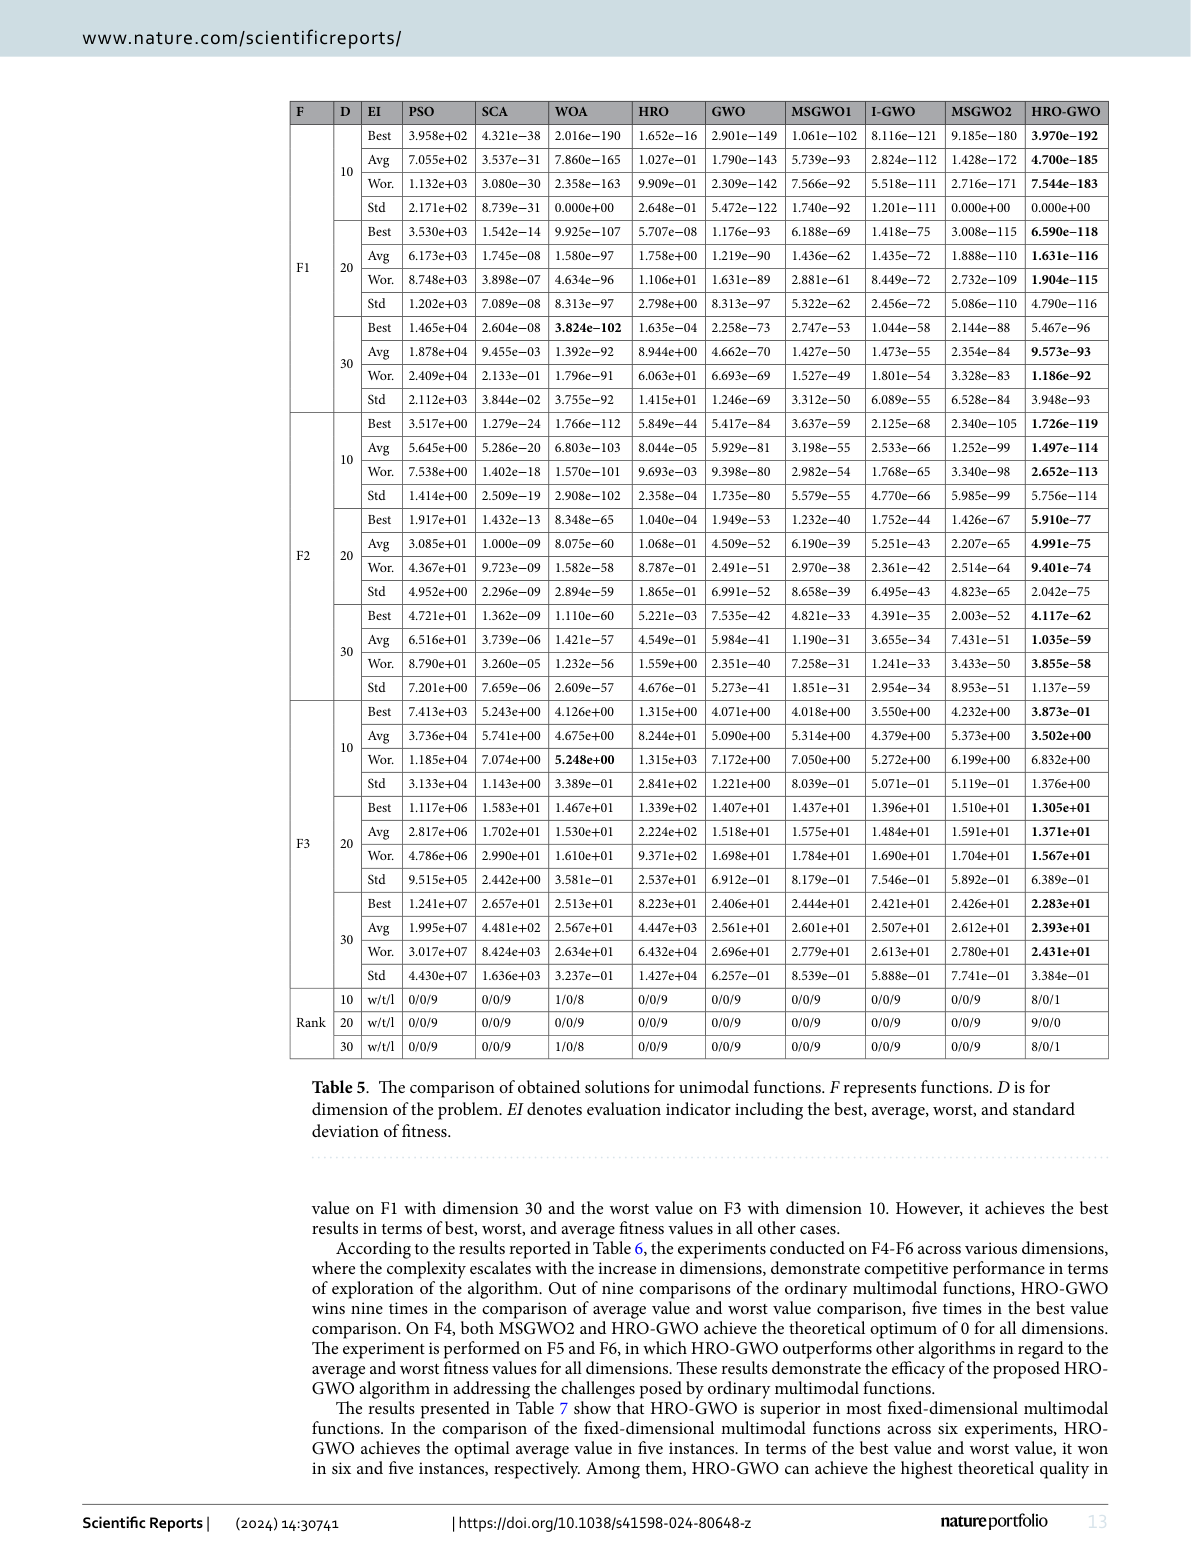 www.nature.com/scientificreports/
F D EI PSO SCA WOA HRO GWO MSGWO1 I-GWO MSGWO2 HRO-GWO
F1 10 Best 3.958e+02 4.321e−38 2.016e−190 1.652e−16 2.901e−149 1.061e−102 8.116e−121 9.185e−180 3.970e−192
Avg 7.055e+02 3.537e−31 7.860e−165 1.027e−01 1.790e−143 5.739e−93 2.824e−112 1.428e−172 4.700e−185
Wor. 1.132e+03 3.080e−30 2.358e−163 9.909e−01 2.309e−142 7.566e−92 5.518e−111 2.716e−171 7.544e−183
Std 2.171e+02 8.739e−31 0.000e+00 2.648e−01 5.472e−122 1.740e−92 1.201e−111 0.000e+00 0.000e+00
20 Best 3.530e+03 1.542e−14 9.925e−107 5.707e−08 1.176e−93 6.188e−69 1.418e−75 3.008e−115 6.590e−118
Avg 6.173e+03 1.745e−08 1.580e−97 1.758e+00 1.219e−90 1.436e−62 1.435e−72 1.888e−110 1.631e−116
Wor. 8.748e+03 3.898e−07 4.634e−96 1.106e+01 1.631e−89 2.881e−61 8.449e−72 2.732e−109 1.904e−115
Std 1.202e+03 7.089e−08 8.313e−97 2.798e+00 8.313e−97 5.322e−62 2.456e−72 5.086e−110 4.790e−116
30 Best 1.465e+04 2.604e−08 3.824e−102 1.635e−04 2.258e−73 2.747e−53 1.044e−58 2.144e−88 5.467e−96
Avg 1.878e+04 9.455e−03 1.392e−92 8.944e+00 4.662e−70 1.427e−50 1.473e−55 2.354e−84 9.573e−93
Wor. 2.409e+04 2.133e−01 1.796e−91 6.063e+01 6.693e−69 1.527e−49 1.801e−54 3.328e−83 1.186e−92
Std 2.112e+03 3.844e−02 3.755e−92 1.415e+01 1.246e−69 3.312e−50 6.089e−55 6.528e−84 3.948e−93
F2 10 Best 3.517e+00 1.279e−24 1.766e−112 5.849e−44 5.417e−84 3.637e−59 2.125e−68 2.340e−105 1.726e−119
Avg 5.645e+00 5.286e−20 6.803e−103 8.044e−05 5.929e−81 3.198e−55 2.533e−66 1.252e−99 1.497e−114
Wor. 7.538e+00 1.402e−18 1.570e−101 9.693e−03 9.398e−80 2.982e−54 1.768e−65 3.340e−98 2.652e−113
Std 1.414e+00 2.509e−19 2.908e−102 2.358e−04 1.735e−80 5.579e−55 4.770e−66 5.985e−99 5.756e−114
20 Best 1.917e+01 1.432e−13 8.348e−65 1.040e−04 1.949e−53 1.232e−40 1.752e−44 1.426e−67 5.910e−77
Avg 3.085e+01 1.000e−09 8.075e−60 1.068e−01 4.509e−52 6.190e−39 5.251e−43 2.207e−65 4.991e−75
Wor. 4.367e+01 9.723e−09 1.582e−58 8.787e−01 2.491e−51 2.970e−38 2.361e−42 2.514e−64 9.401e−74
Std 4.952e+00 2.296e−09 2.894e−59 1.865e−01 6.991e−52 8.658e−39 6.495e−43 4.823e−65 2.042e−75
30 Best 4.721e+01 1.362e−09 1.110e−60 5.221e−03 7.535e−42 4.821e−33 4.391e−35 2.003e−52 4.117e−62
Avg 6.516e+01 3.739e−06 1.421e−57 4.549e−01 5.984e−41 1.190e−31 3.655e−34 7.431e−51 1.035e−59
Wor. 8.790e+01 3.260e−05 1.232e−56 1.559e+00 2.351e−40 7.258e−31 1.241e−33 3.433e−50 3.855e−58
Std 7.201e+00 7.659e−06 2.609e−57 4.676e−01 5.273e−41 1.851e−31 2.954e−34 8.953e−51 1.137e−59
F3 10 Best 7.413e+03 5.243e+00 4.126e+00 1.315e+00 4.071e+00 4.018e+00 3.550e+00 4.232e+00 3.873e−01
Avg 3.736e+04 5.741e+00 4.675e+00 8.244e+01 5.090e+00 5.314e+00 4.379e+00 5.373e+00 3.502e+00
Wor. 1.185e+04 7.074e+00 5.248e+00 1.315e+03 7.172e+00 7.050e+00 5.272e+00 6.199e+00 6.832e+00
Std 3.133e+04 1.143e+00 3.389e−01 2.841e+02 1.221e+00 8.039e−01 5.071e−01 5.119e−01 1.376e+00
20 Best 1.117e+06 1.583e+01 1.467e+01 1.339e+02 1.407e+01 1.437e+01 1.396e+01 1.510e+01 1.305e+01
Avg 2.817e+06 1.702e+01 1.530e+01 2.224e+02 1.518e+01 1.575e+01 1.484e+01 1.591e+01 1.371e+01
Wor. 4.786e+06 2.990e+01 1.610e+01 9.371e+02 1.698e+01 1.784e+01 1.690e+01 1.704e+01 1.567e+01
Std 9.515e+05 2.442e+00 3.581e−01 2.537e+01 6.912e−01 8.179e−01 7.546e−01 5.892e−01 6.389e−01
30 Best 1.241e+07 2.657e+01 2.513e+01 8.223e+01 2.406e+01 2.444e+01 2.421e+01 2.426e+01 2.283e+01
Avg 1.995e+07 4.481e+02 2.567e+01 4.447e+03 2.561e+01 2.601e+01 2.507e+01 2.612e+01 2.393e+01
Wor. 3.017e+07 8.424e+03 2.634e+01 6.432e+04 2.696e+01 2.779e+01 2.613e+01 2.780e+01 2.431e+01
Std 4.430e+07 1.636e+03 3.237e−01 1.427e+04 6.257e−01 8.539e−01 5.888e−01 7.741e−01 3.384e−01
Rank 10 w/t/l 0/0/9 0/0/9 1/0/8 0/0/9 0/0/9 0/0/9 0/0/9 0/0/9 8/0/1
20 w/t/l 0/0/9 0/0/9 0/0/9 0/0/9 0/0/9 0/0/9 0/0/9 0/0/9 9/0/0
30 w/t/l 0/0/9 0/0/9 1/0/8 0/0/9 0/0/9 0/0/9 0/0/9 0/0/9 8/0/1
Table 5. The comparison of obtained solutions for unimodal functions. F represents functions. D is for
dimension of the problem. EI denotes evaluation indicator including the best, average, worst, and standard
deviation of fitness.
value on F1 with dimension 30 and the worst value on F3 with dimension 10. However, it achieves the best
results in terms of best, worst, and average fitness values in all other cases.
According to the results reported in Table 6, the experiments conducted on F4-F6 across various dimensions,
where the complexity escalates with the increase in dimensions, demonstrate competitive performance in terms
of exploration of the algorithm. Out of nine comparisons of the ordinary multimodal functions, HRO-GWO
wins nine times in the comparison of average value and worst value comparison, five times in the best value
comparison. On F4, both MSGWO2 and HRO-GWO achieve the theoretical optimum of 0 for all dimensions.
The experiment is performed on F5 and F6, in which HRO-GWO outperforms other algorithms in regard to the
average and worst fitness values for all dimensions. These results demonstrate the efficacy of the proposed HRO-
GWO algorithm in addressing the challenges posed by ordinary multimodal functions.
The results presented in Table 7 show that HRO-GWO is superior in most fixed-dimensional multimodal
functions. In the comparison of the fixed-dimensional multimodal functions across six experiments, HRO-
GWO achieves the optimal average value in five instances. In terms of the best value and worst value, it won
in six and five instances, respectively. Among them, HRO-GWO can achieve the highest theoretical quality in
Scientific Reports | (2024) 14:30741 | https://doi.org/10.1038/s41598-024-80648-z nature portfolio 13